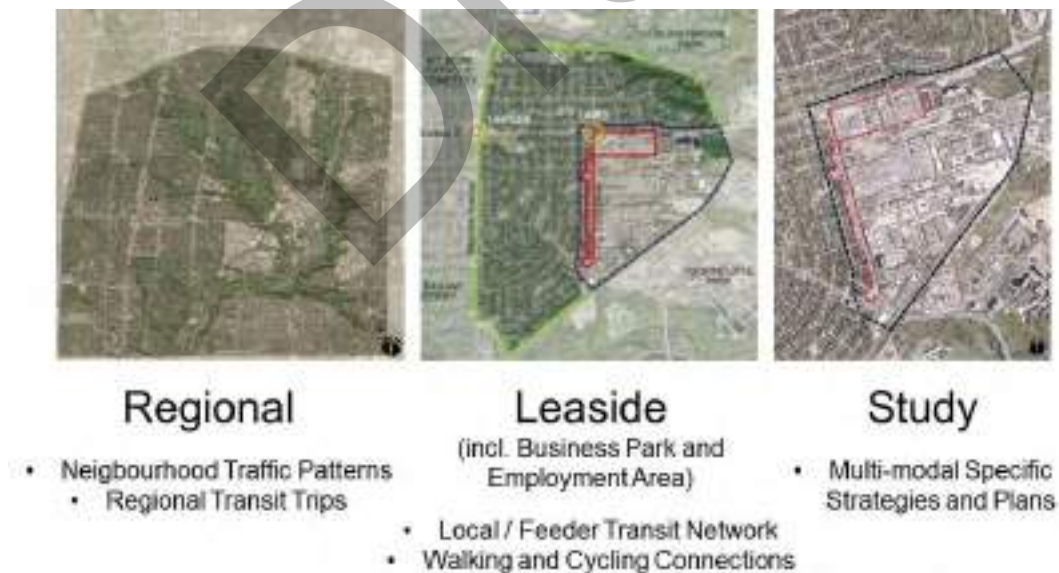 Regional
• Neigbourhood Traffic Patterns
• Regional Transit Trips
Leaside
(incl. Business Park and
Employment Area)
• Local / Feeder Transit Network
• Walking and Cycling Connections
Study
• Multi-modal Specific
Strategies and Plans